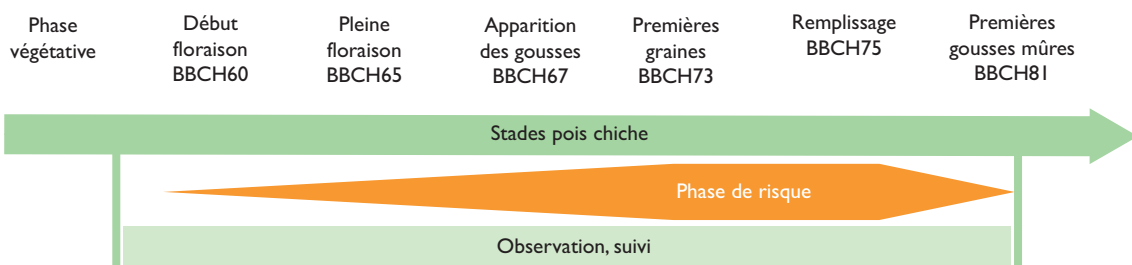 Phase
végétative
Début
floraison
BBCH60
Pleine
floraison
BBCH65
Apparition
des gousses
BBCH67
Premières
graines
BBCH73
Remplissage
BBCH75
Premières
gousses mûres
BBCH81
Stades pois chiche
Phase de risque
Observation, suivi